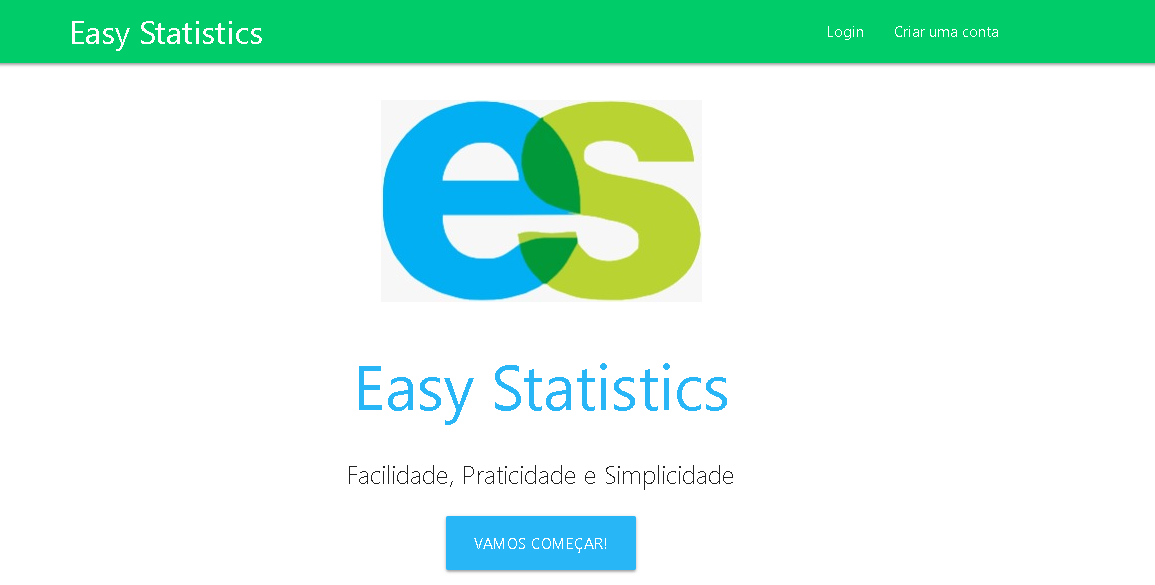 Easy Statistics
Login
Criar uma conta
es
Easy Statistics
Facilidade, Praticidade e Simplicidade
VAMOS COMEÇAR!